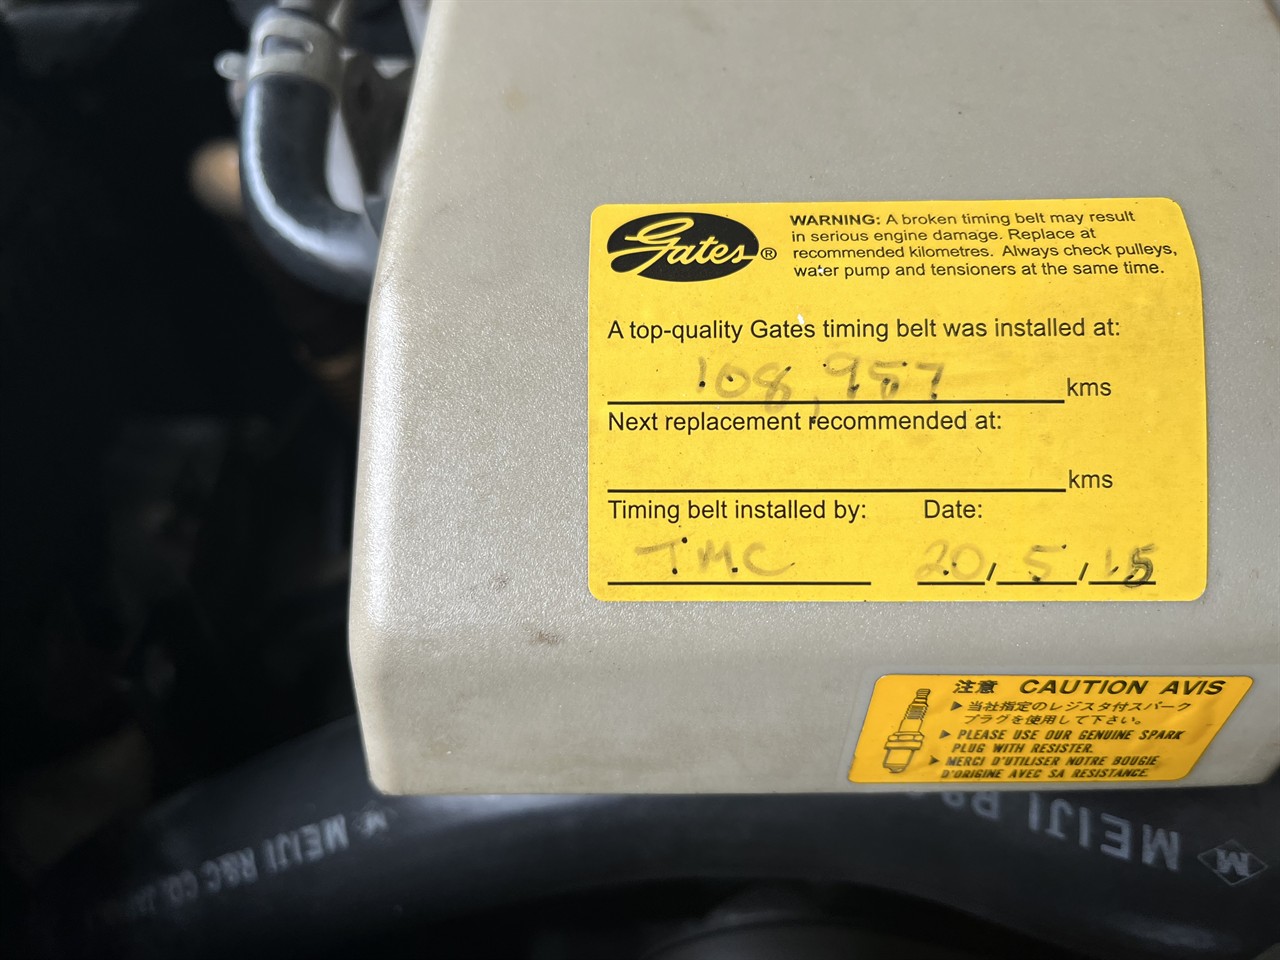 Gates®
WARNING: A broken timing belt may result
in serious engine damage. Replace at
recommended kilometres. Always check pulleys,
water pump and tensioners at the same time.
A top-quality Gates timing belt was installed at:
108,957 kms
Next replacement recommended at:
kms
Timing belt installed by: Date:
TMC 20/5/15
注意 CAUTION AVIS
▶当社指定のレジスタ付スパーク
プラグを使用して下さい。
▶PLEASE USE OUR GENUINE SPARK
PLUG WITH RESISTER.
▶MERCI D'UTILISER NOTRE BOUGIE
D'ORIGINE AVEC SA RESISTANCE.
M MEIJI R&C
M MEIJI R&C CO. JAPAN